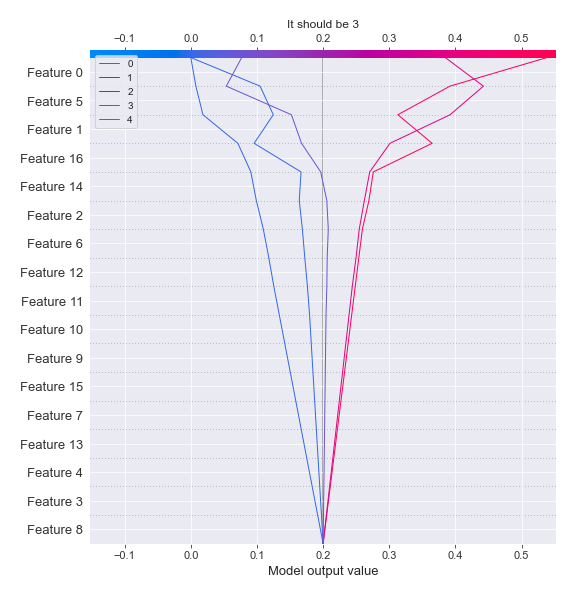 It should be 3
−0.1 0.0 0.1 0.2 0.3 0.4 0.5
0
1
2
3
4
Feature 0
Feature 5
Feature 1
Feature 16
Feature 14
Feature 2
Feature 6
Feature 12
Feature 11
Feature 10
Feature 9
Feature 15
Feature 7
Feature 13
Feature 4
Feature 3
Feature 8
−0.1 0.0 0.1 0.2 0.3 0.4 0.5
Model output value